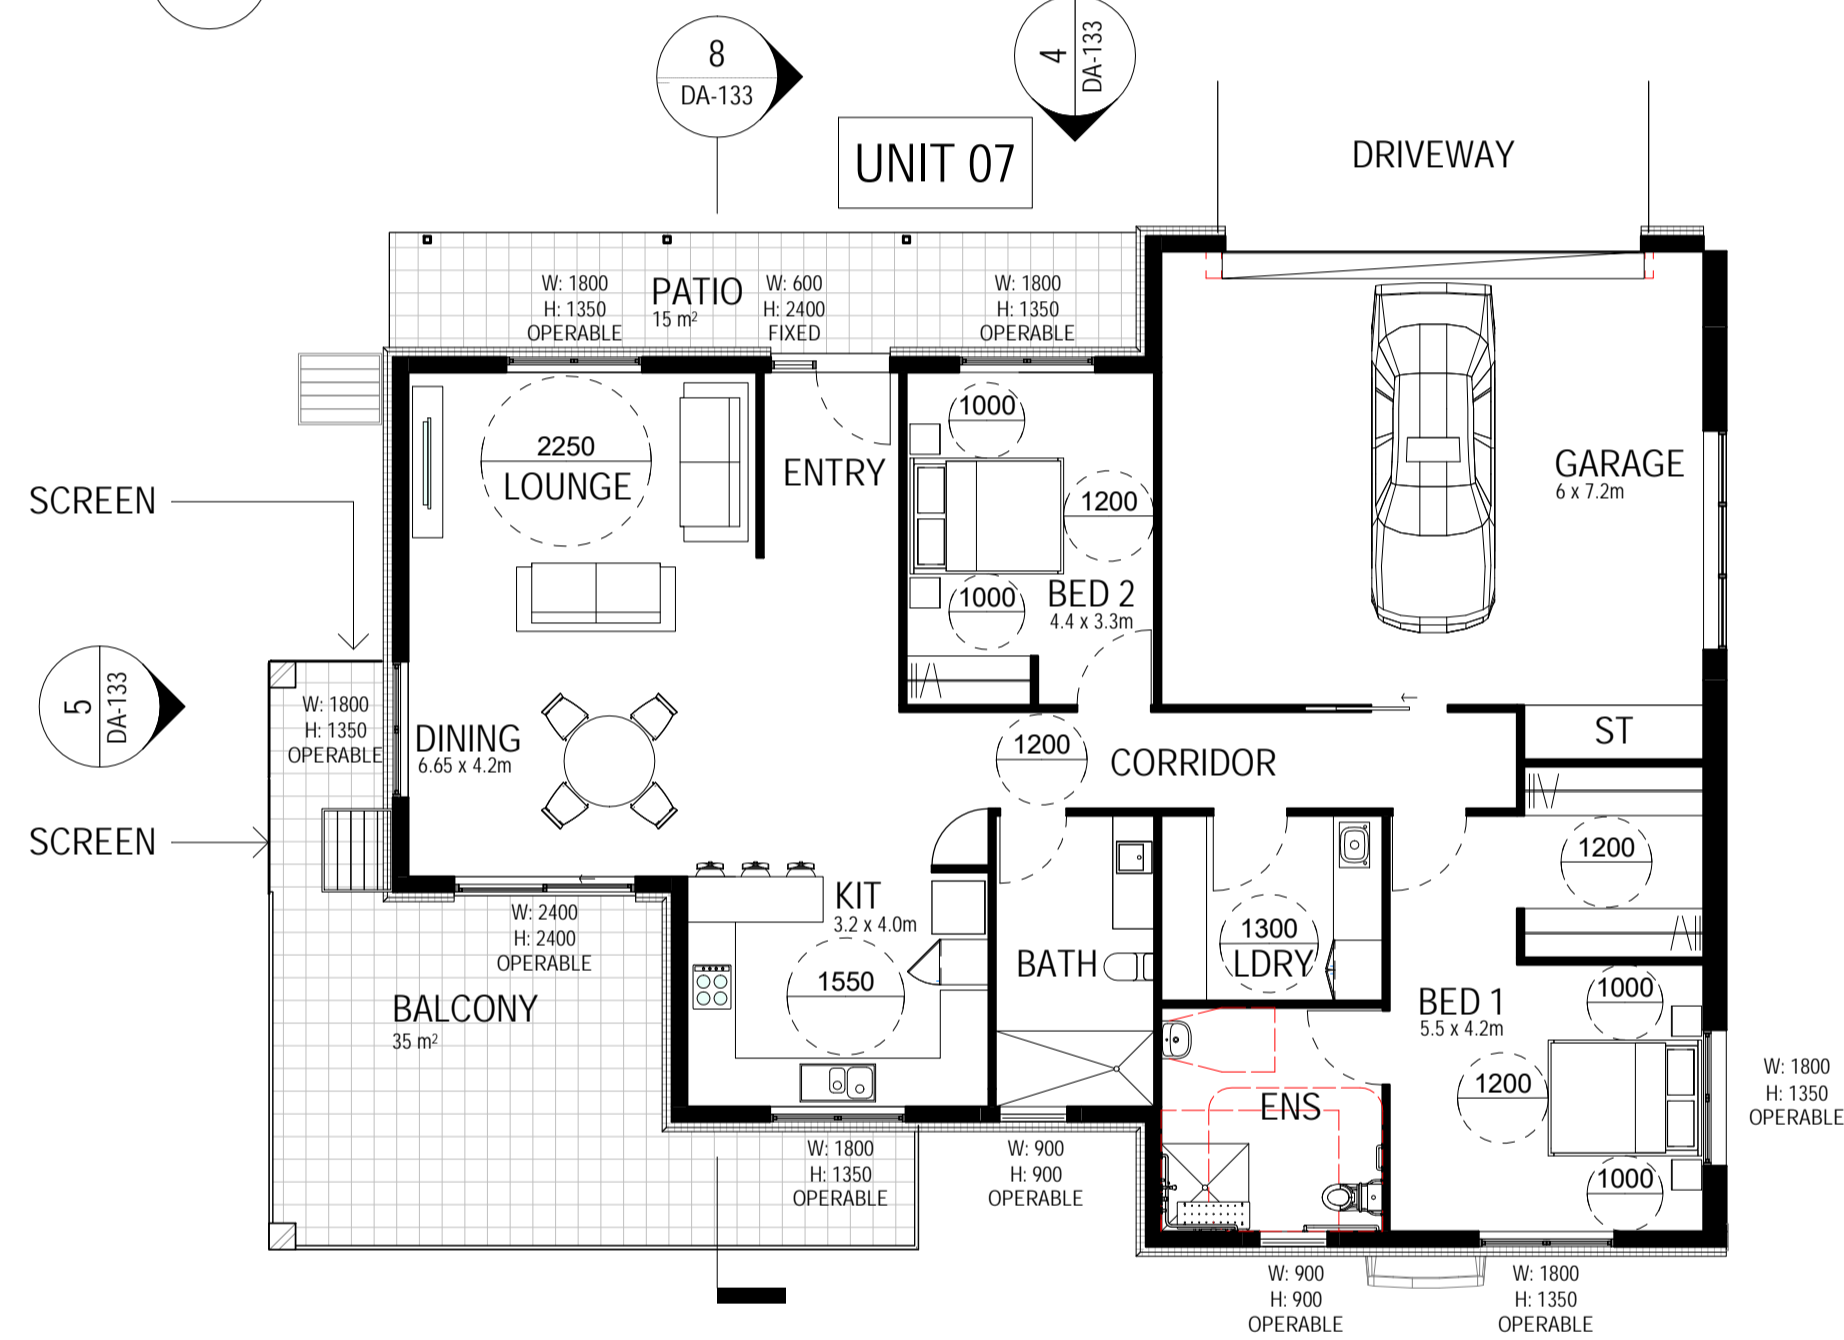 8
DA-133
4
DA-133
UNIT 07
DRIVEWAY
W: 1800
H: 1350
OPERABLE
PATIO
15 m²
W: 600
H: 2400
FIXED
W: 1800
H: 1350
OPERABLE
2250
LOUNGE
ENTRY
1000
1200
1000
BED 2
4.4 x 3.3m
GARAGE
6 x 7.2m
SCREEN
5
DA-133
W: 1800
H: 1350
OPERABLE
DINING
6.65 x 4.2m
1200
CORRIDOR
ST
SCREEN
1200
KIT
3.2 x 4.0m
W: 2400
H: 2400
OPERABLE
1550
BATH
1300
LDRY
BALCONY
35 m²
BED 1
5.5 x 4.2m
1000
1200
1000
ENS
W: 1800
H: 1350
OPERABLE
W: 1800
H: 1350
OPERABLE
W: 900
H: 900
OPERABLE
W: 900
H: 900
OPERABLE
W: 1800
H: 1350
OPERABLE